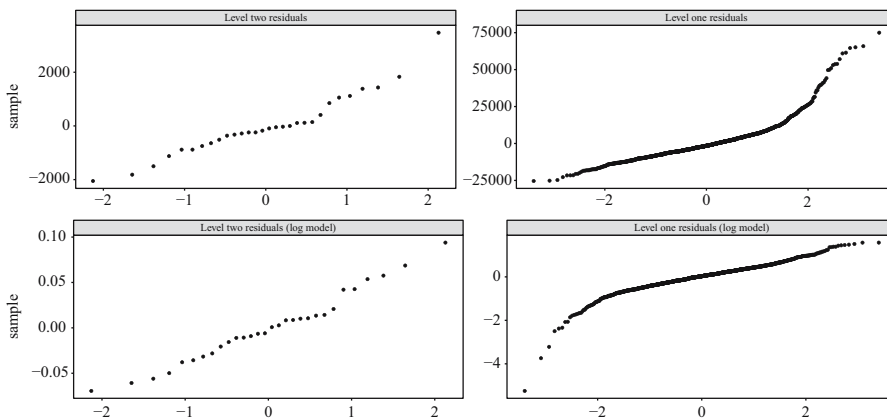 Level two residuals
Level one residuals
sample
2000
0
−2000
75000
50000
25000
0
−25000
−2 −1 0 1 2
−2 0 2
Level two residuals (log model)
Level one residuals (log model)
sample
0.10
0.05
0.00
−0.05
0
−2
−4
−2 −1 0 1 2
−2 0 2